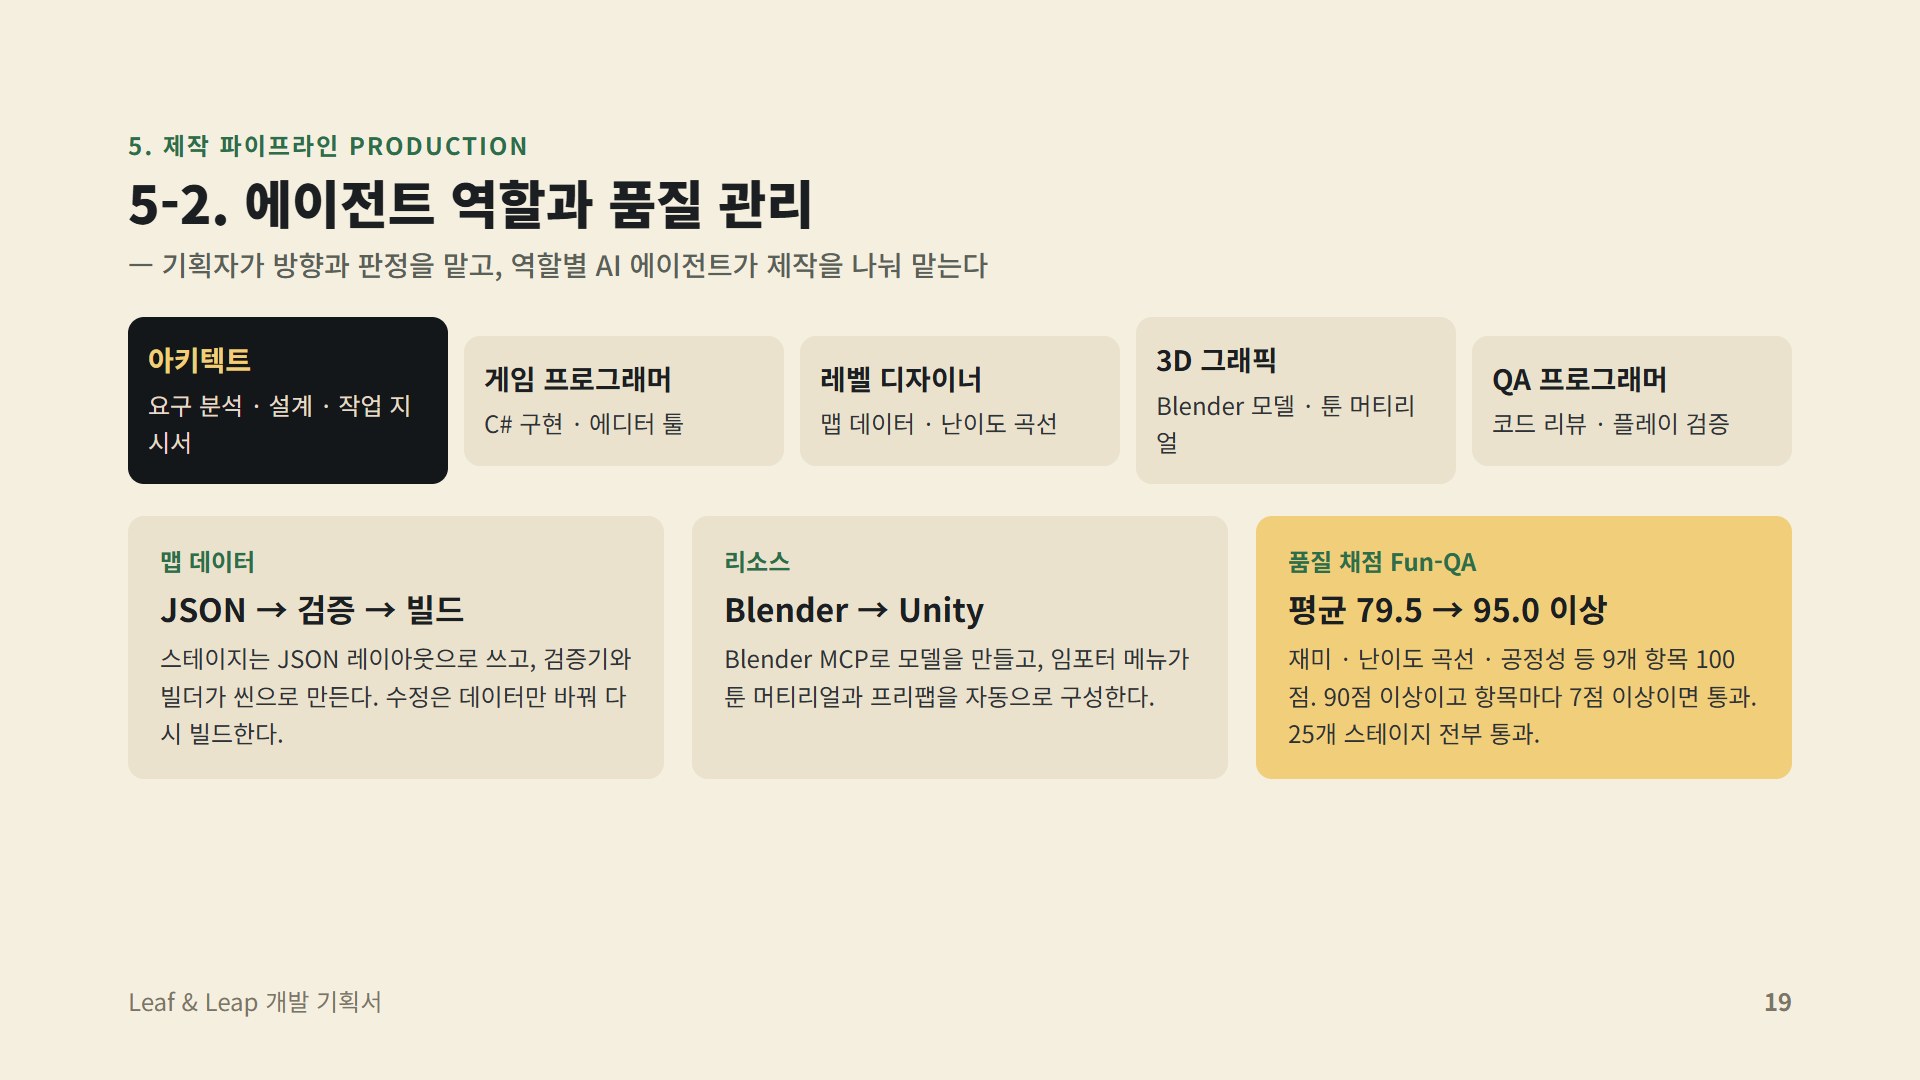 5. 제작 파이프라인 PRODUCTION
5-2. 에이전트 역할과 품질 관리
— 기획자가 방향과 판정을 맡고, 역할별 AI 에이전트가 제작을 나눠 맡는다
아키텍트
요구 분석 · 설계 · 작업 지
시서
게임 프로그래머
C# 구현 · 에디터 툴
레벨 디자이너
맵 데이터 · 난이도 곡선
3D 그래픽
Blender 모델 · 툰 머티리
얼
QA 프로그래머
코드 리뷰 · 플레이 검증
맵 데이터
JSON → 검증 → 빌드
스테이지는 JSON 레이아웃으로 쓰고, 검증기와
빌더가 씬으로 만든다. 수정은 데이터만 바꿔 다
시 빌드한다.
리소스
Blender → Unity
Blender MCP로 모델을 만들고, 임포터 메뉴가
툰 머티리얼과 프리팹을 자동으로 구성한다.
품질 채점 Fun-QA
평균 79.5 → 95.0 이상
재미 · 난이도 곡선 · 공정성 등 9개 항목 100
점. 90점 이상이고 항목마다 7점 이상이면 통과.
25개 스테이지 전부 통과.
Leaf & Leap 개발 기획서
19